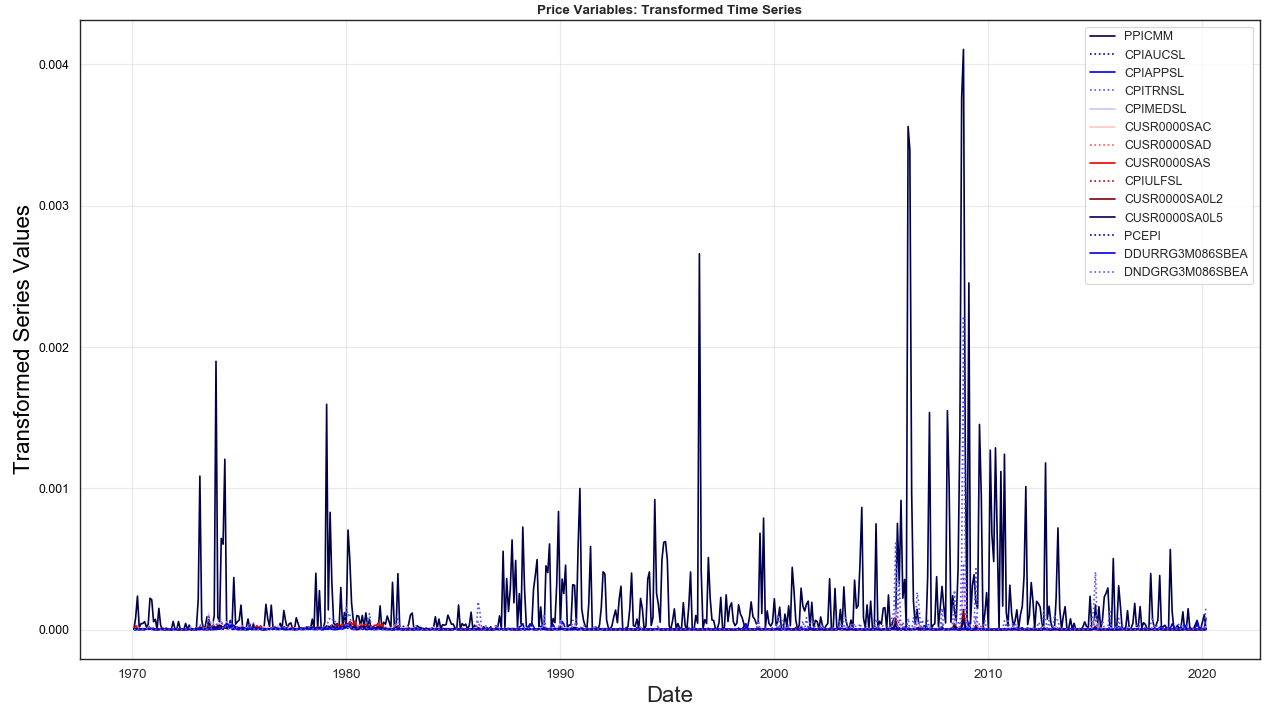 Price Variables: Transformed Time Series
PPICMM
CPIAUCSL
CPIAPPSL
CPITRNSL
CPIMEDSL
CUSR0000SAC
CUSR0000SAD
CUSR0000SAS
CPIULFSL
CUSR0000SA0L2
CUSR0000SA0L5
PCEPI
DDURRG3M086SBEA
DNDGRG3M086SBEA
Transformed Series Values
0.004
0.003
0.002
0.001
0.000
1970
1980
1990
2000
2010
2020
Date